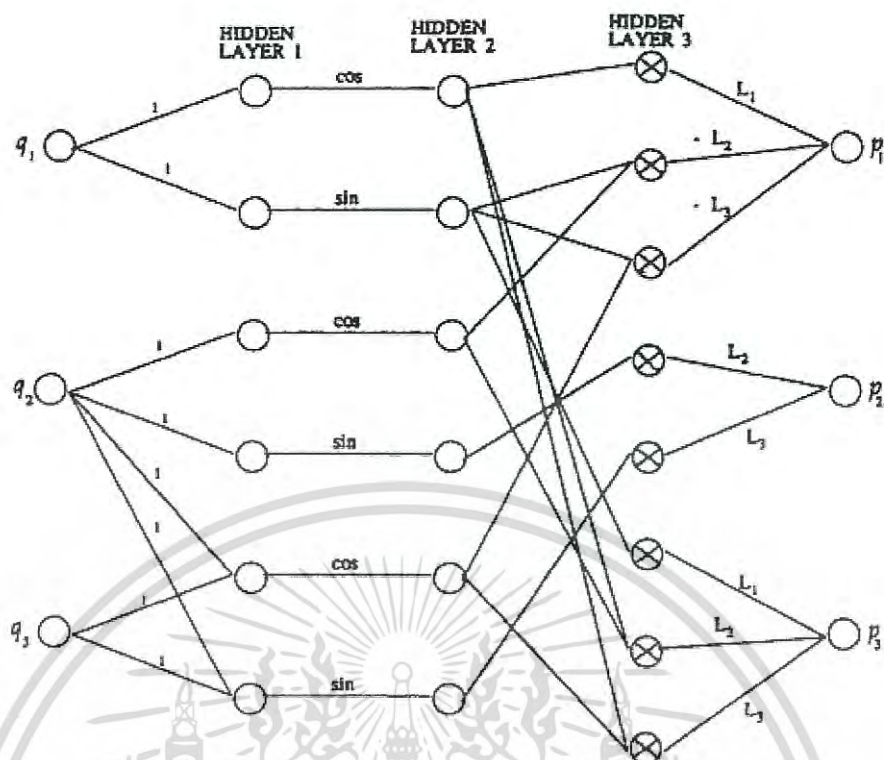 HIDDEN LAYER 1
HIDDEN LAYER 2
HIDDEN LAYER 3
cos
L₁
1
q₁
- L₂
p₁
1
sin
- L₃
cos
1
L₂
q₂
p₂
1
sin
L₃
1
1
cos
L₁
q₃
1
L₂
p₃
1
sin
L₃